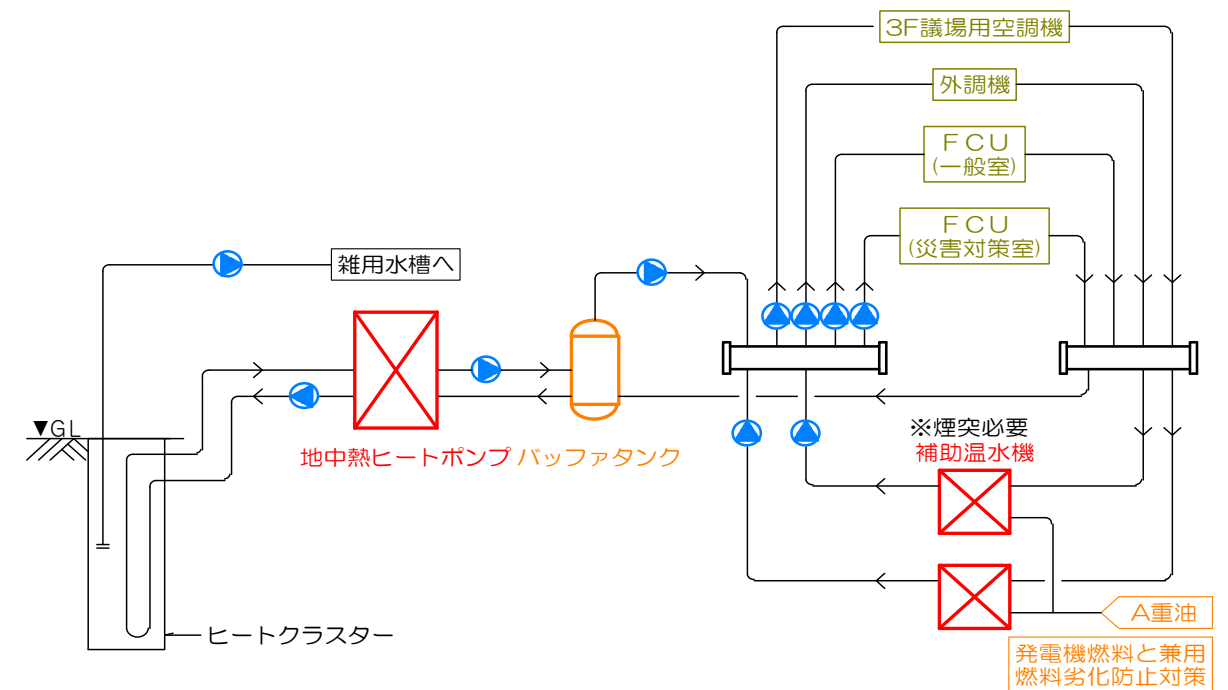 3F議場用空調機
外調機
ＦＣＵ
(一般室)
ＦＣＵ
(災害対策室)
雑用水槽へ
▼GL
地中熱ヒートポンプ
バッファタンク
※煙突必要
補助温水機
A重油
ヒートクラスター
発電機燃料と兼用
燃料劣化防止対策